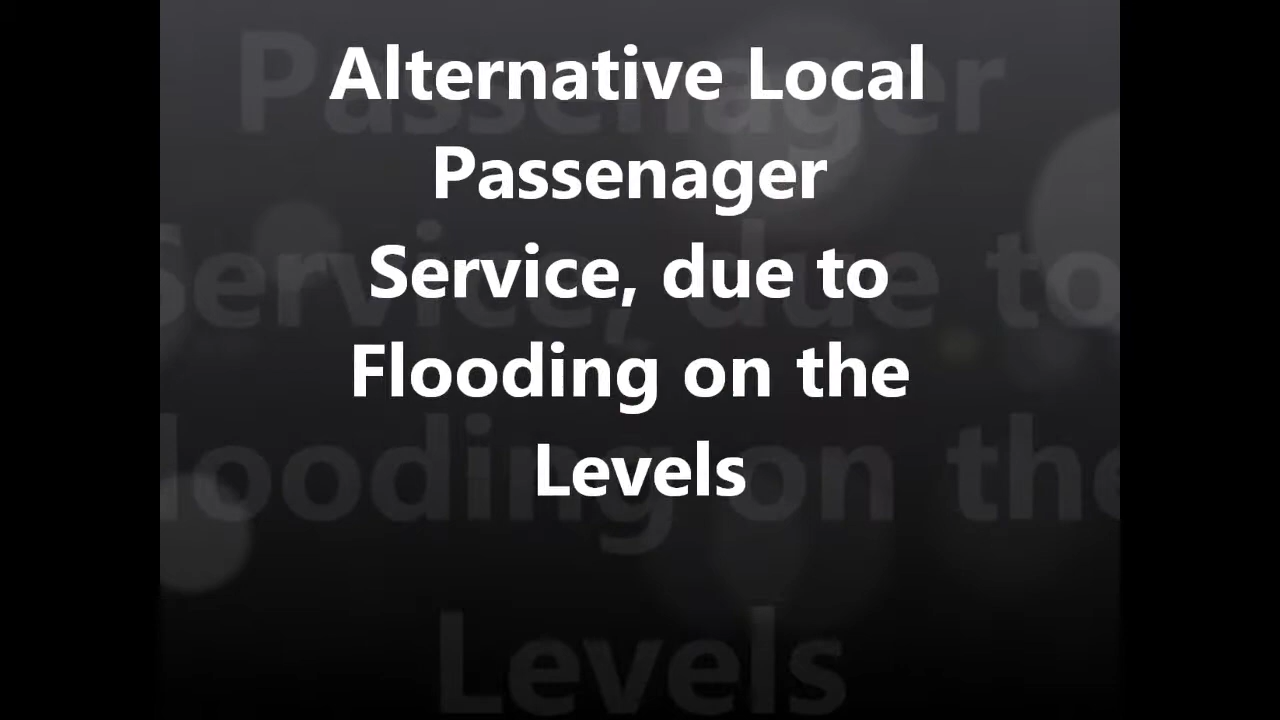 Alternative Local
Passenager
Service, due to
Flooding on the
Levels